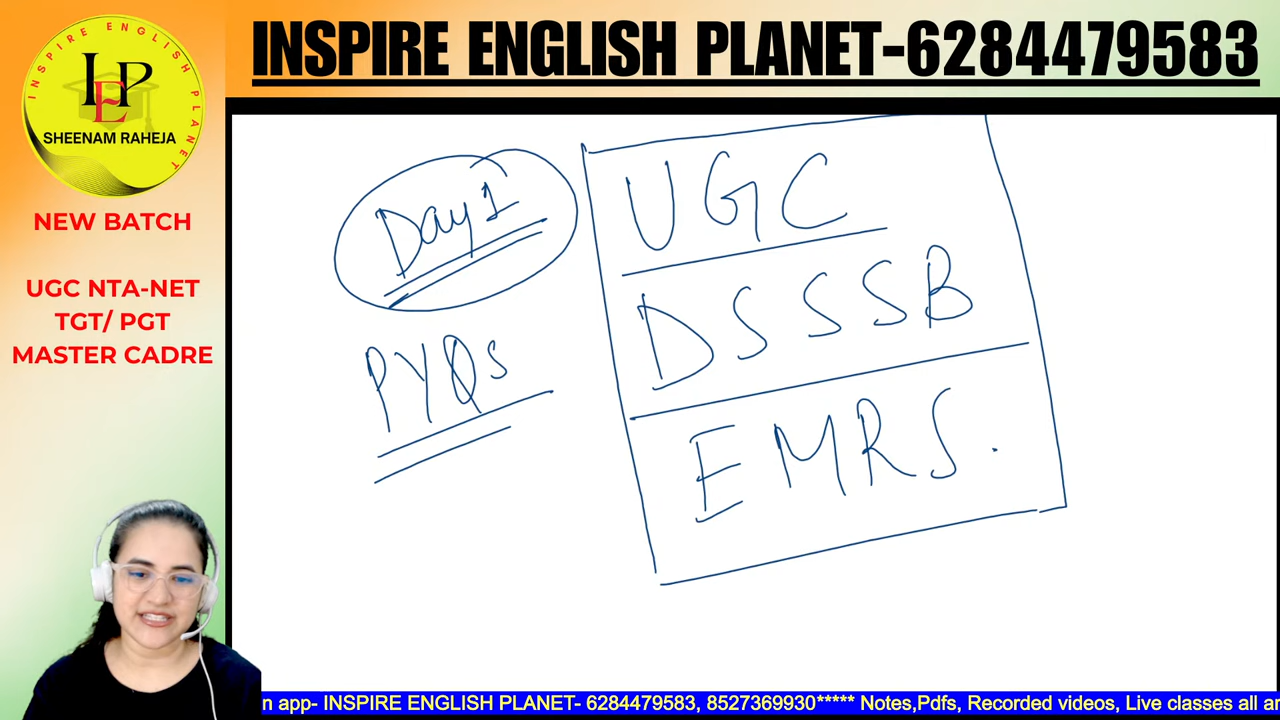 INSPIRE ENGLISH PLANET-6284479583
INSPIRE ENGLISH PLANET
IEP
SHEENAM RAHEJA
NEW BATCH
UGC NTA-NET
TGT/ PGT
MASTER CADRE
Day 1
PYQs
UGC
DSSSB
EMRS.
n app- INSPIRE ENGLISH PLANET- 6284479583, 8527369930***** Notes,Pdfs, Recorded videos, Live classes all a